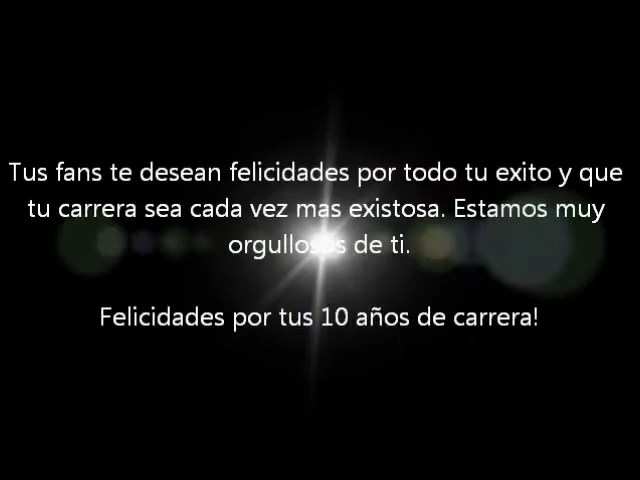 Tus fans te desean felicidades por todo tu exito y que
tu carrera sea cada vez mas existosa. Estamos muy
orgullosos de ti.
Felicidades por tus 10 años de carrera!